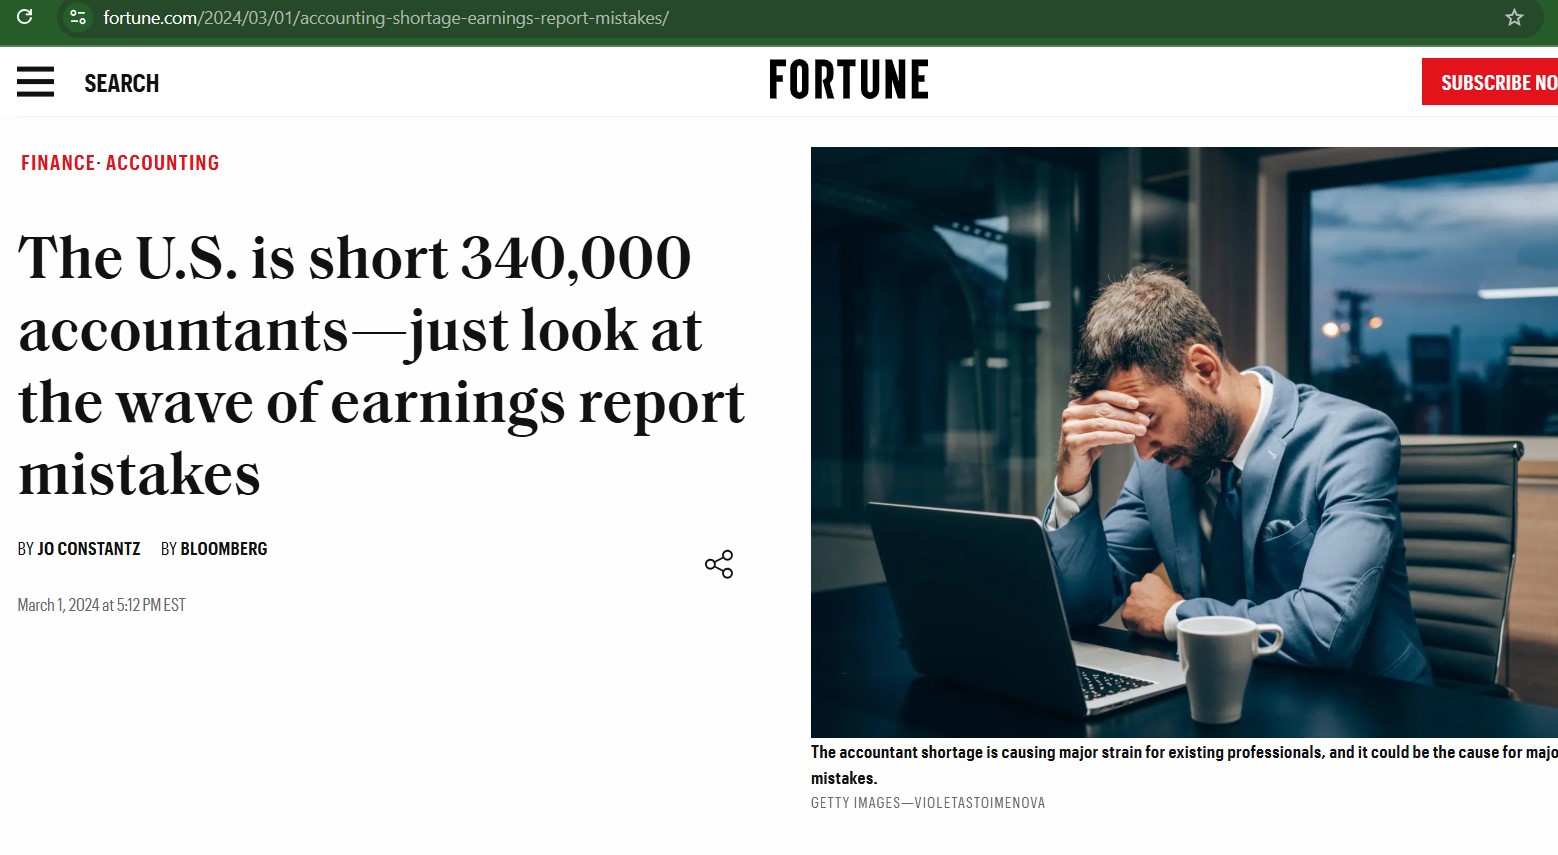 fortune.com/2024/03/01/accounting-shortage-earnings-report-mistakes/
SEARCH
FORTUNE
SUBSCRIBE NO
FINANCE· ACCOUNTING
The U.S. is short 340,000
accountants—just look at
the wave of earnings report
mistakes
BY JO CONSTANTZ BY BLOOMBERG
March 1, 2024 at 5:12 PM EST
The accountant shortage is causing major strain for existing professionals, and it could be the cause for majo
mistakes.
GETTY IMAGES—VIOLETASTOIMENOVA